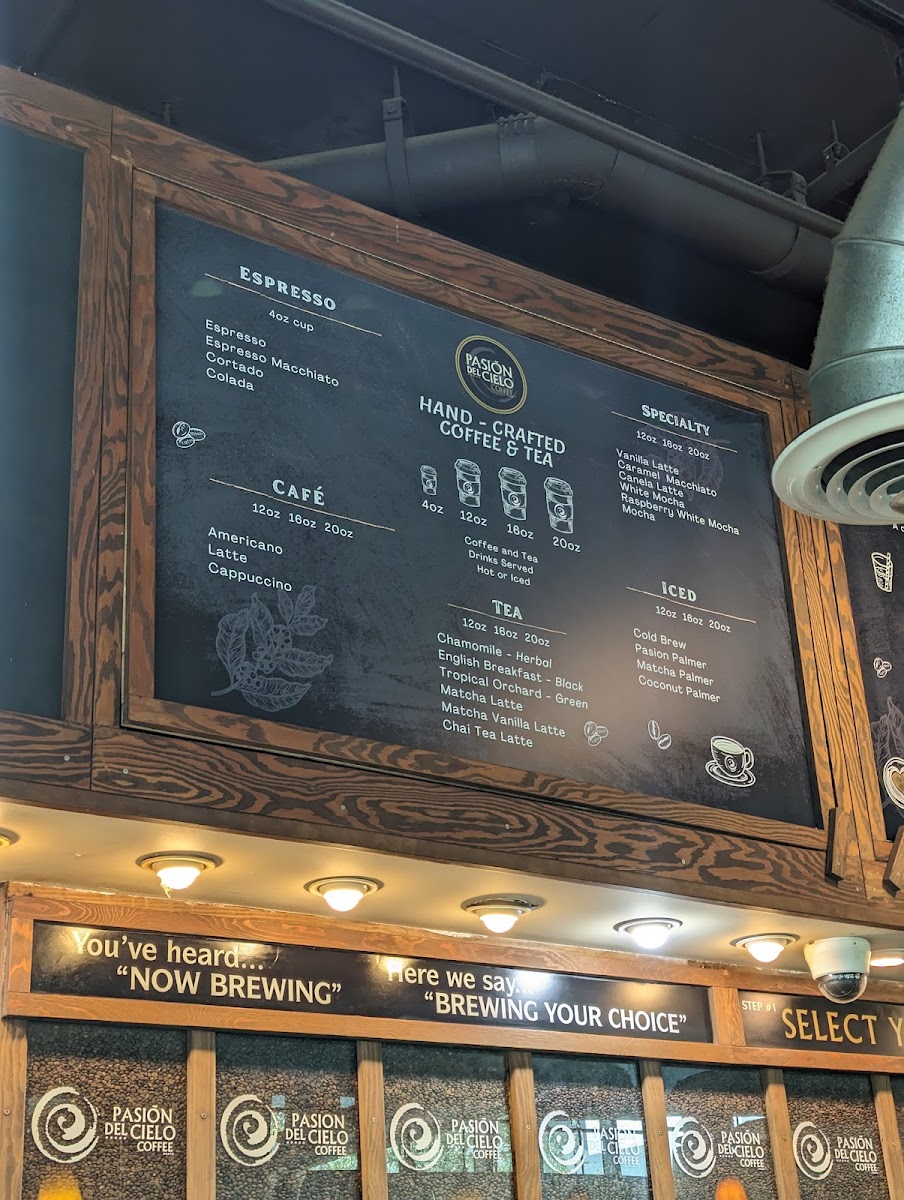 ESPRESSO
4oz cup
Espresso
Espresso Macchiato
Cortado
Colada
CAFÉ
12oz 16oz 20oz
Americano
Latte
Cappuccino
PASIÓN
DEL CIELO
COFFEE
HAND - CRAFTED
COFFEE & TEA
4oz 12oz 16oz 20oz
Coffee and Tea
Drinks Served
Hot or Iced
TEA
12oz 16oz 20oz
Chamomile - Herbal
English Breakfast - Black
Tropical Orchard - Green
Matcha Latte
Matcha Vanilla Latte
Chai Tea Latte
SPECIALTY
12oz 16oz 20oz
Vanilla Latte
Caramel Macchiato
Canela Latte
White Mocha
Raspberry White Mocha
Mocha
ICED
12oz 16oz 20oz
Cold Brew
Pasion Palmer
Matcha Palmer
Coconut Palmer
You've heard...
"NOW BREWING"
Here we say...
"BREWING YOUR CHOICE"
STEP #1
SELECT Y
PASIÓN
DEL CIELO
COFFEE
PASION
DEL CIELO
COFFEE
PASIÓN
DEL CIELO
COFFEE
PASIÓN
DEL CIELO
COFFEE
PASIÓN
DEL CIELO
COFFEE
PASIÓN
DEL CIELO
COFFEE